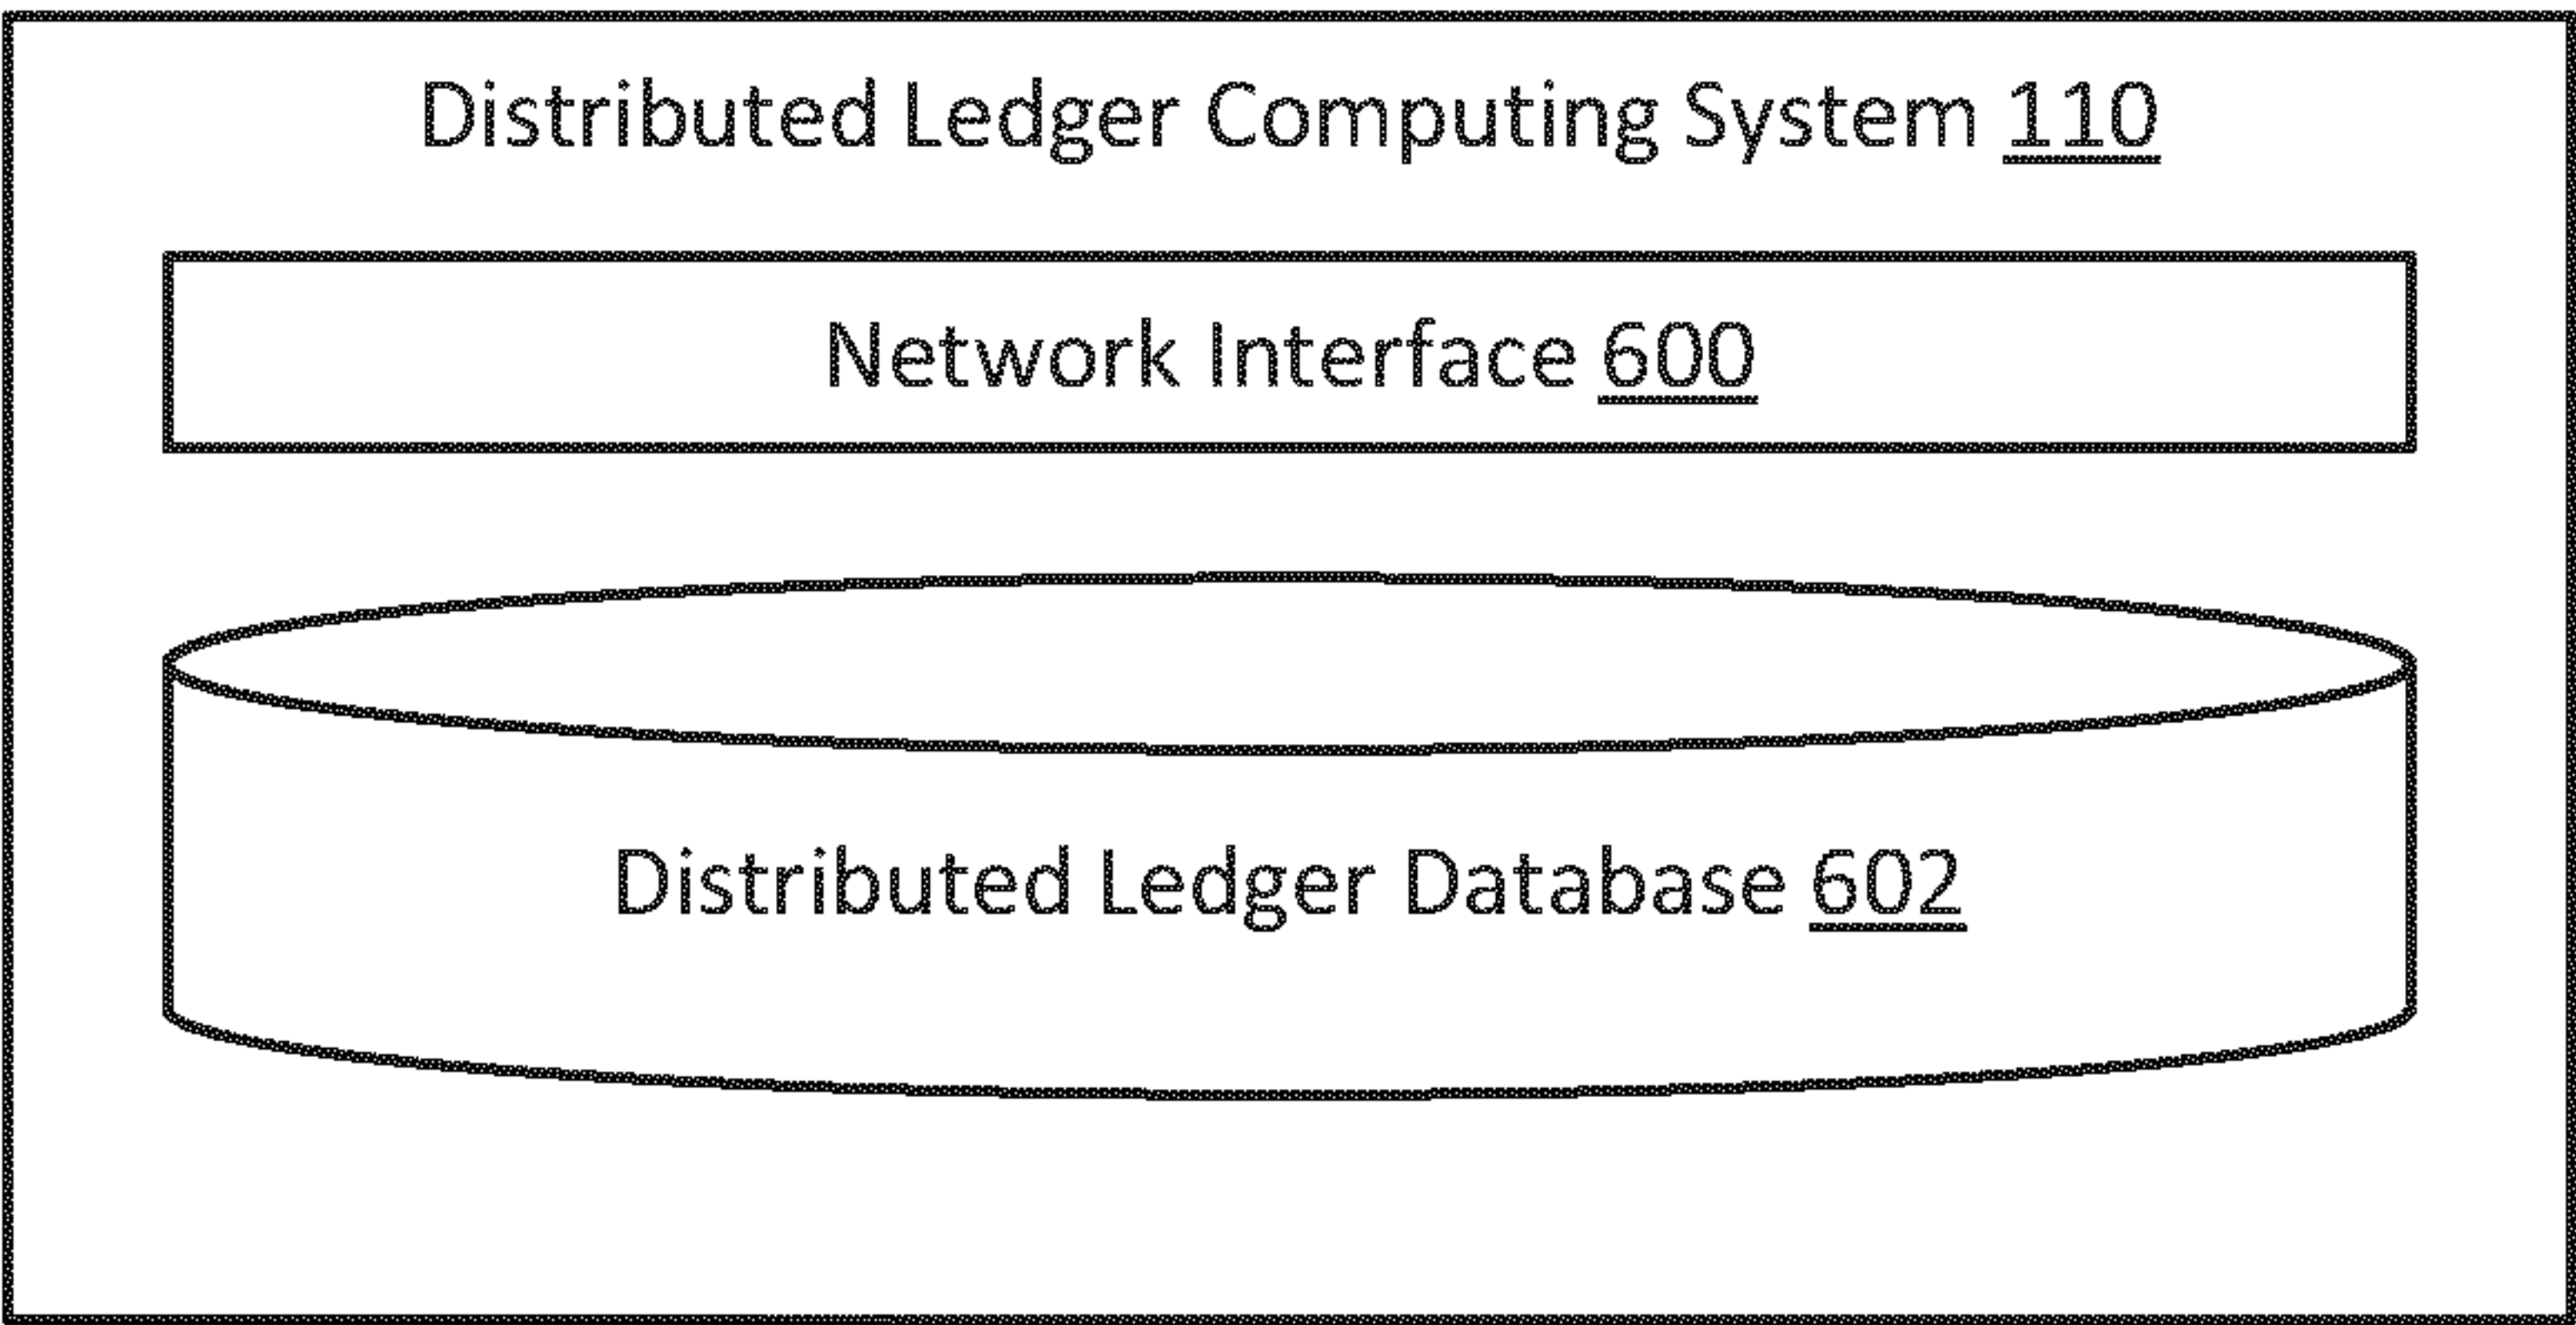 Distributed Ledger Computing System 110
Network Interface 600
Distributed Ledger Database 602